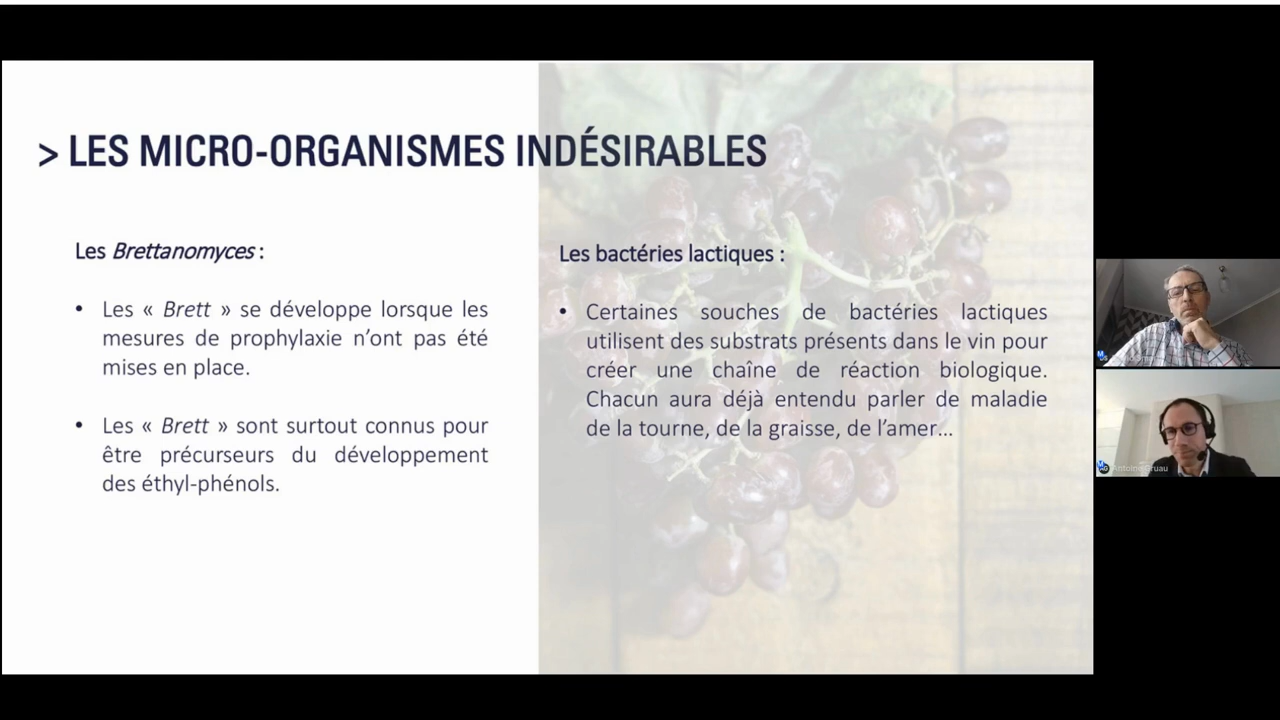 > LES MICRO-ORGANISMES INDÉSIRABLES
Les Brettanomyces :
• Les « Brett » se développe lorsque les
mesures de prophylaxie n’ont pas été
mises en place.
• Les « Brett » sont surtout connus pour
être précurseurs du développement
des éthyl-phénols.
Les bactéries lactiques :
• Certaines souches de bactéries lactiques
utilisent des substrats présents dans le vin pour
créer une chaîne de réaction biologique.
Chacun aura déjà entendu parler de maladie
de la tourne, de la graisse, de l’amer...